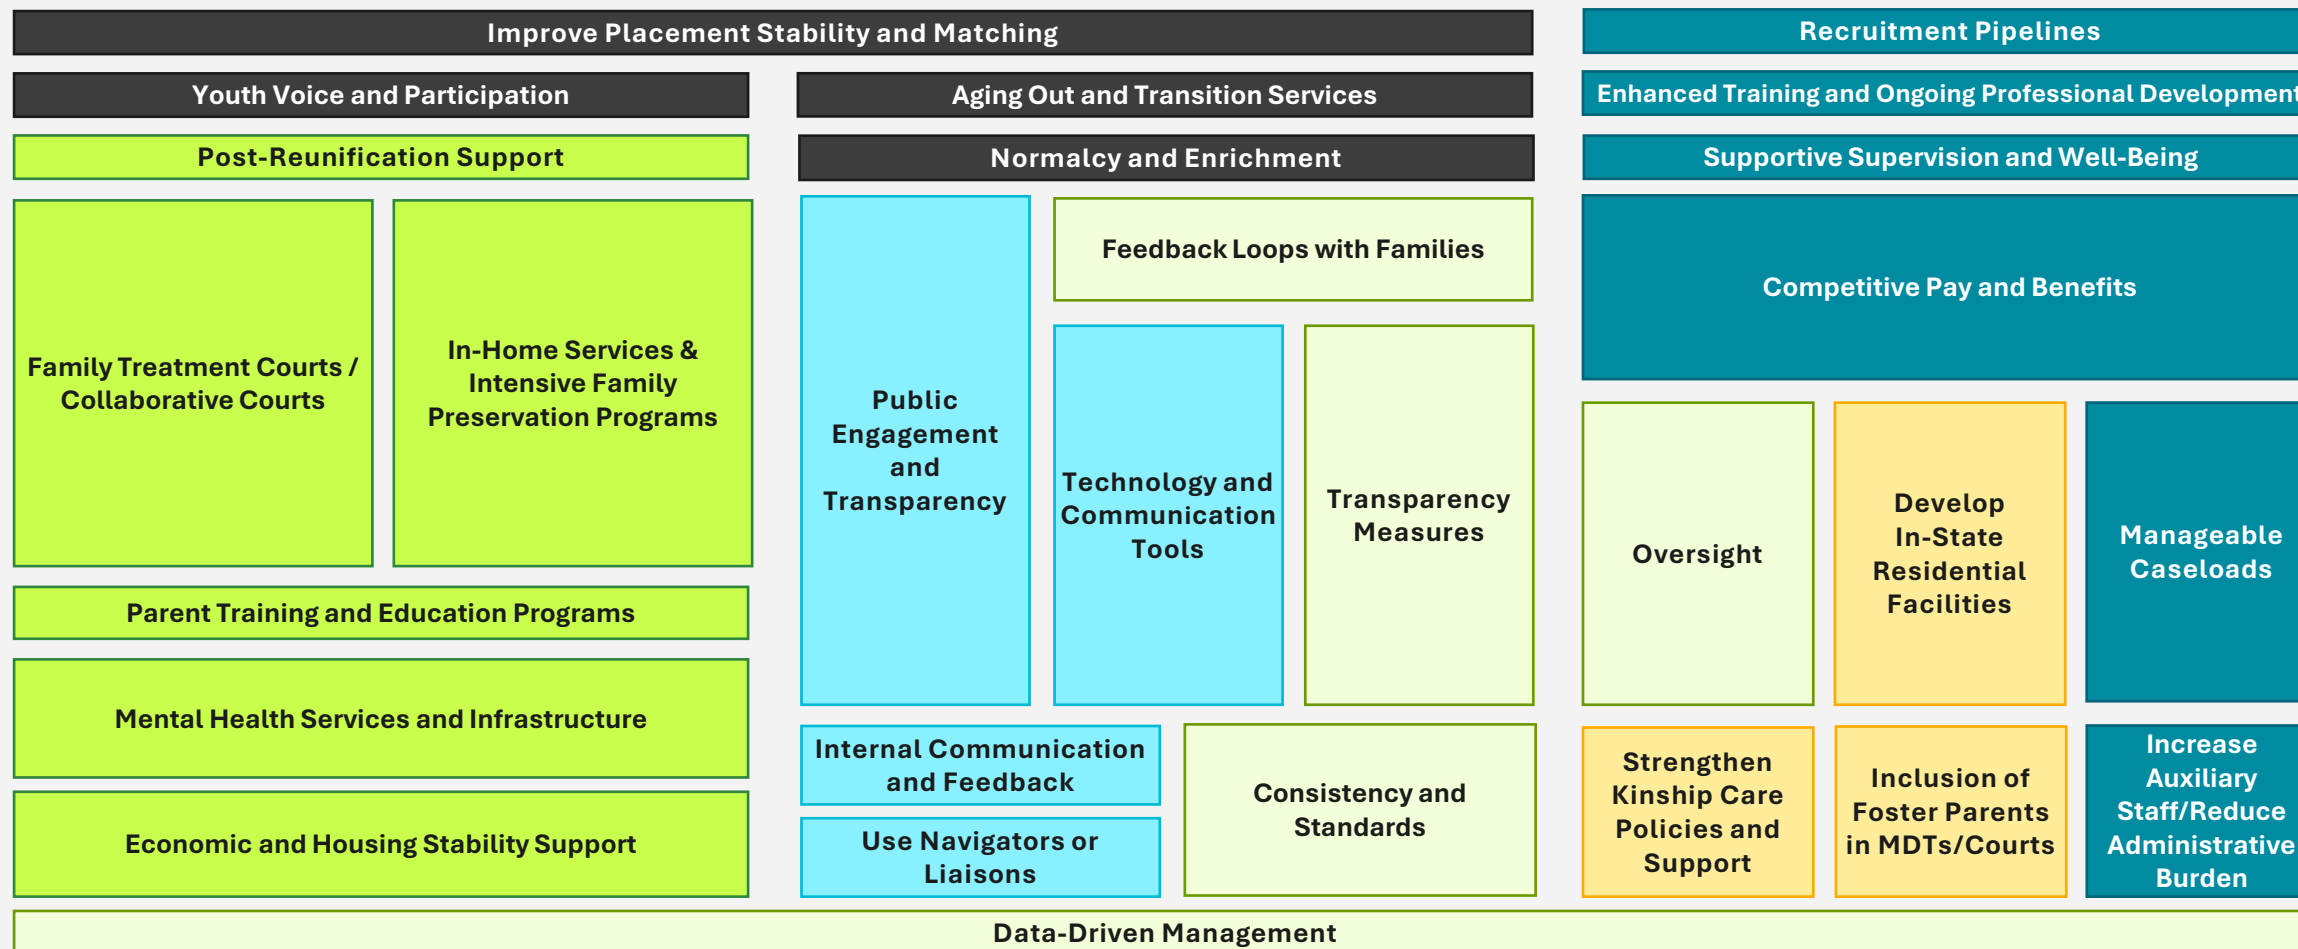 Improve Placement Stability and Matching
Recruitment Pipelines
Youth Voice and Participation
Aging Out and Transition Services
Enhanced Training and Ongoing Professional Development
Post-Reunification Support
Normalcy and Enrichment
Supportive Supervision and Well-Being
Family Treatment Courts /
Collaborative Courts
In-Home Services &
Intensive Family
Preservation Programs
Public
Engagement
and
Transparency
Feedback Loops with Families
Technology and
Communication
Tools
Transparency
Measures
Competitive Pay and Benefits
Oversight
Develop
In-State
Residential
Facilities
Manageable
Caseloads
Parent Training and Education Programs
Mental Health Services and Infrastructure
Economic and Housing Stability Support
Internal Communication
and Feedback
Use Navigators or
Liaisons
Consistency and
Standards
Strengthen
Kinship Care
Policies and
Support
Inclusion of
Foster Parents
in MDTs/Courts
Increase
Auxiliary
Staff/Reduce
Administrative
Burden
Data-Driven Management